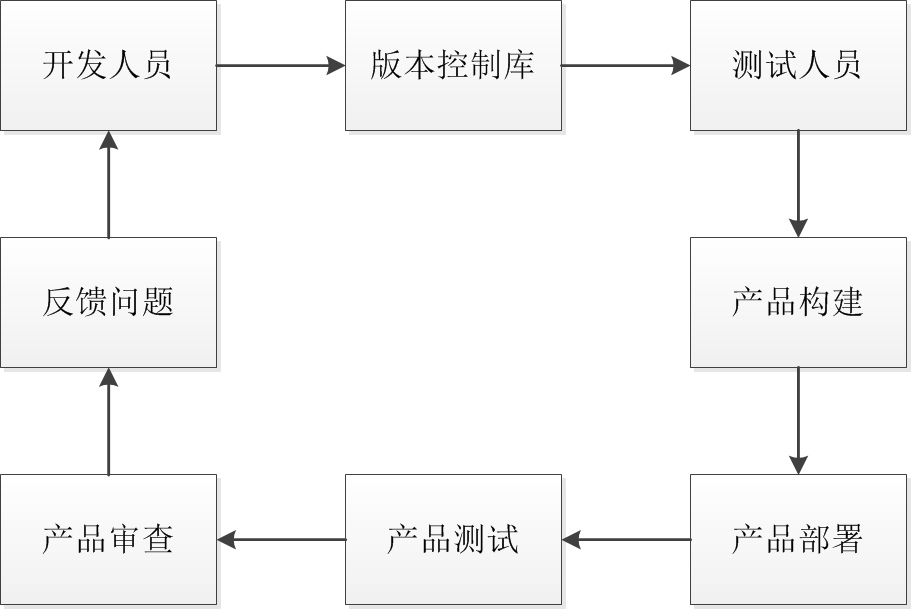 开发人员
版本控制库
测试人员
反馈问题
产品构建
产品审查
产品测试
产品部署